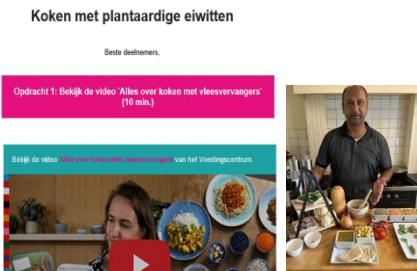 Koken met plantaardige eiwitten
Beste deelnemers,
Opdracht 1: Bekijk de video 'Alles over koken met vleesvervangers'
(10 min.)
Bekijk de video Alles over koken met vleesvervangers van het Voedingscentrum.